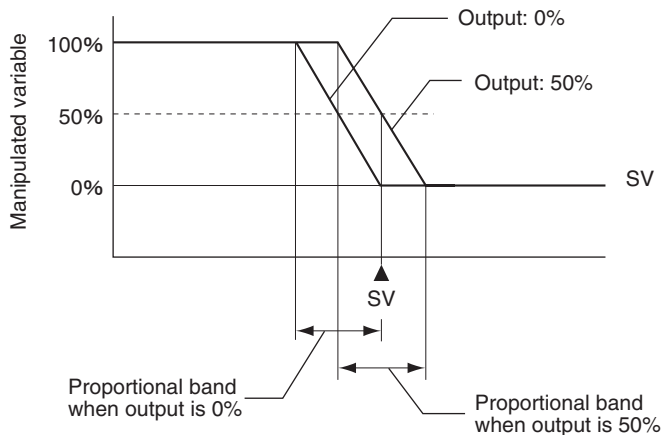 Output: 0%
100%
Output: 50%
50%
Manipulated variable
0%
SV
SV
Proportional band
when output is 0%
Proportional band
when output is 50%